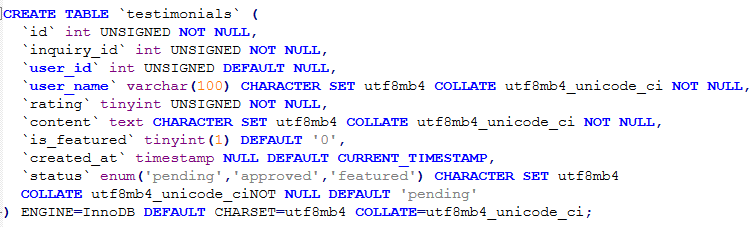 CREATE TABLE `testimonials` (
  `id` int UNSIGNED NOT NULL,
  `inquiry_id` int UNSIGNED NOT NULL,
  `user_id` int UNSIGNED DEFAULT NULL,
  `user_name` varchar(100) CHARACTER SET utf8mb4 COLLATE utf8mb4_unicode_ci NOT NULL,
  `rating` tinyint UNSIGNED NOT NULL,
  `content` text CHARACTER SET utf8mb4 COLLATE utf8mb4_unicode_ci NOT NULL,
  `is_featured` tinyint(1) DEFAULT '0',
  `created_at` timestamp NULL DEFAULT CURRENT_TIMESTAMP,
  `status` enum('pending','approved','featured') CHARACTER SET utf8mb4
  COLLATE utf8mb4_unicode_ciNOT NULL DEFAULT 'pending'
) ENGINE=InnoDB DEFAULT CHARSET=utf8mb4 COLLATE=utf8mb4_unicode_ci;